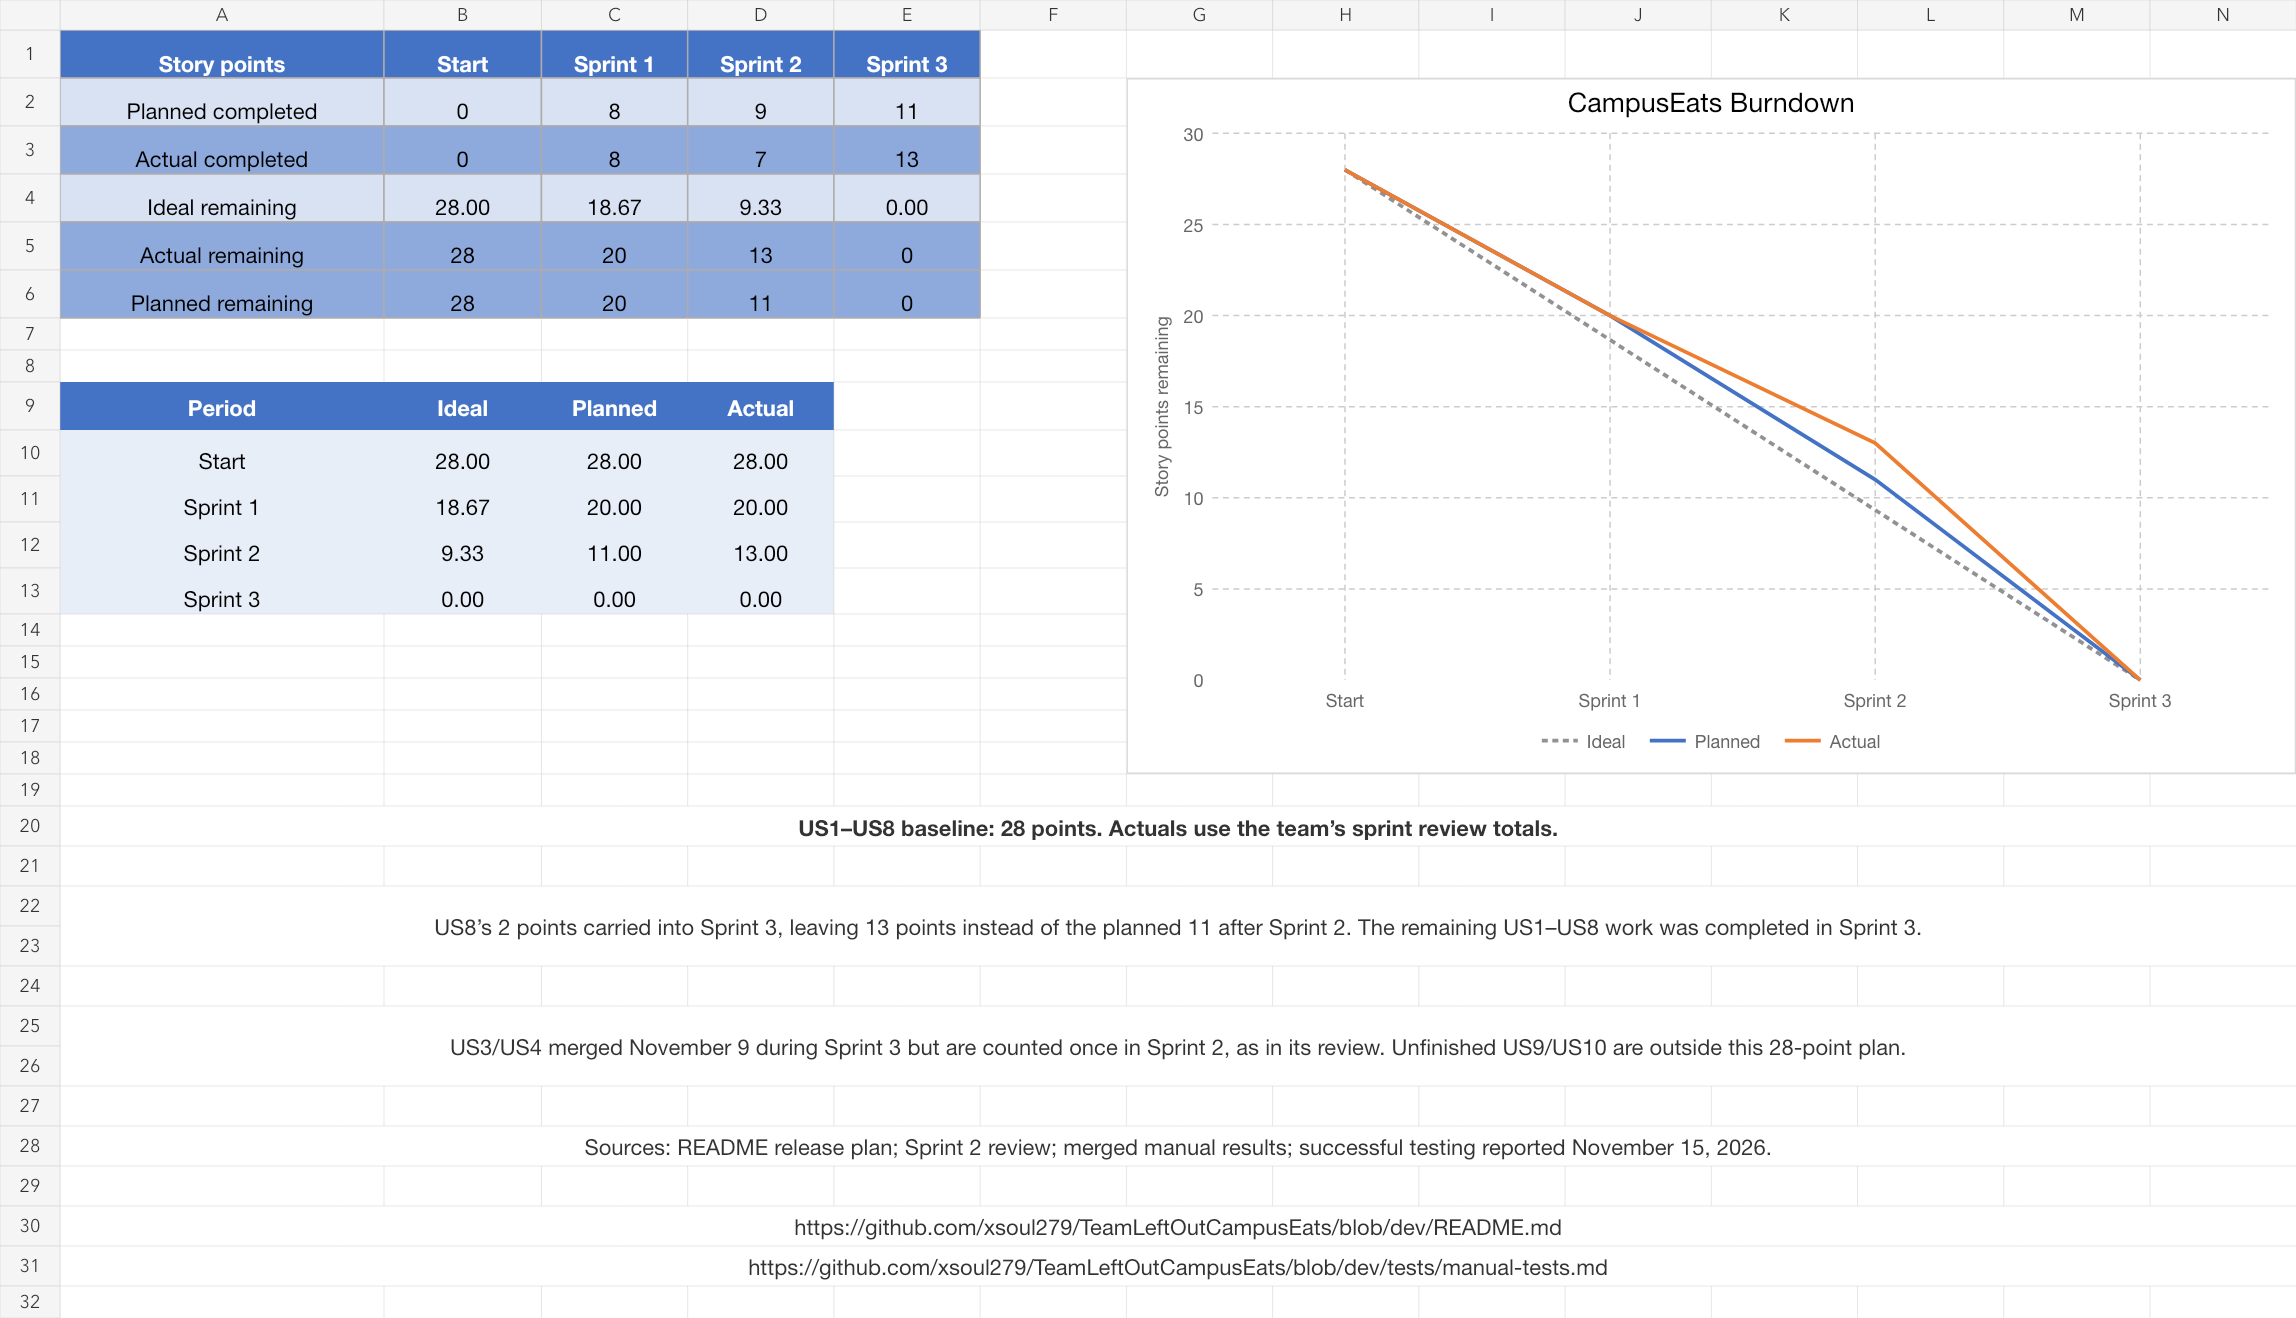 A B C D E F G H I J K L M N
1 Story points Start Sprint 1 Sprint 2 Sprint 3
2 Planned completed 0 8 9 11
3 Actual completed 0 8 7 13
4 Ideal remaining 28.00 18.67 9.33 0.00
5 Actual remaining 28 20 13 0
6 Planned remaining 28 20 11 0
7
8
9 Period Ideal Planned Actual
10 Start 28.00 28.00 28.00
11 Sprint 1 18.67 20.00 20.00
12 Sprint 2 9.33 11.00 13.00
13 Sprint 3 0.00 0.00 0.00
14
15
16
17
18
19
CampusEats Burndown
Story points remaining
30
25
20
15
10
5
0
Start Sprint 1 Sprint 2 Sprint 3
Ideal Planned Actual
20 US1–US8 baseline: 28 points. Actuals use the team’s sprint review totals.
21
22
US8’s 2 points carried into Sprint 3, leaving 13 points instead of the planned 11 after Sprint 2. The remaining US1–US8 work was completed in Sprint 3.
23
24
25
US3/US4 merged November 9 during Sprint 3 but are counted once in Sprint 2, as in its review. Unfinished US9/US10 are outside this 28-point plan.
26
27
28 Sources: README release plan; Sprint 2 review; merged manual results; successful testing reported November 15, 2026.
29
30 https://github.com/xsoul279/TeamLeftOutCampusEats/blob/dev/README.md
31 https://github.com/xsoul279/TeamLeftOutCampusEats/blob/dev/tests/manual-tests.md
32